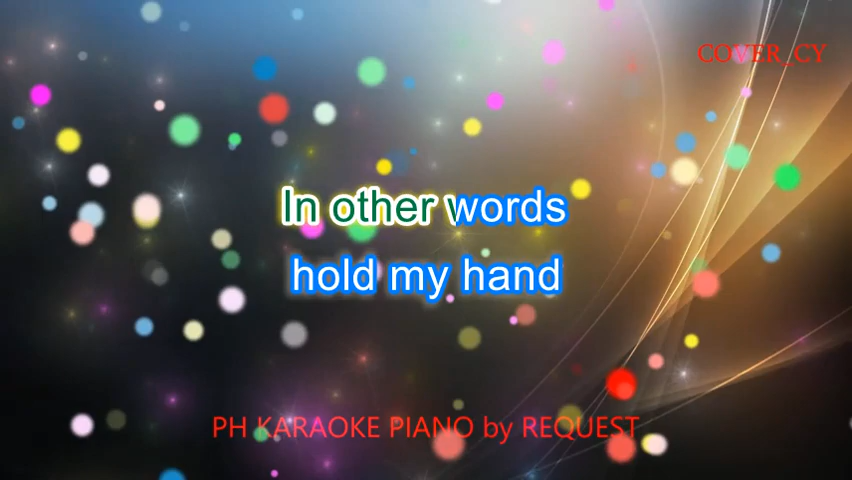 COVER_CY
In other words
hold my hand
PH KARAOKE PIANO by REQUEST